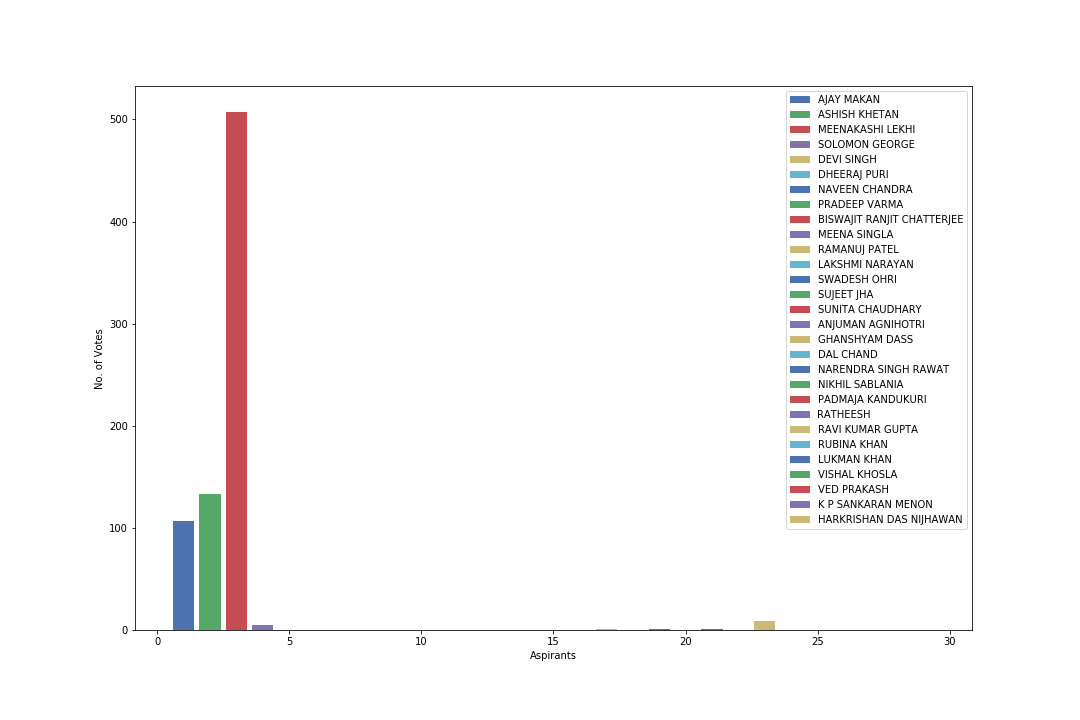 500
400
300
200
100
0
No. of Votes
0 5 10 15 20 25 30
Aspirants
AJAY MAKAN
ASHISH KHETAN
MEENAKASHI LEKHI
SOLOMON GEORGE
DEVI SINGH
DHEERAJ PURI
NAVEEN CHANDRA
PRADEEP VARMA
BISWAJIT RANJIT CHATTERJEE
MEENA SINGLA
RAMANUJ PATEL
LAKSHMI NARAYAN
SWADESH OHRI
SUJEET JHA
SUNITA CHAUDHARY
ANJUMAN AGNIHOTRI
GHANSHYAM DASS
DAL CHAND
NARENDRA SINGH RAWAT
NIKHIL SABLANIA
PADMAJA KANDUKURI
RATHEESH
RAVI KUMAR GUPTA
RUBINA KHAN
LUKMAN KHAN
VISHAL KHOSLA
VED PRAKASH
K P SANKARAN MENON
HARKRISHAN DAS NIJHAWAN